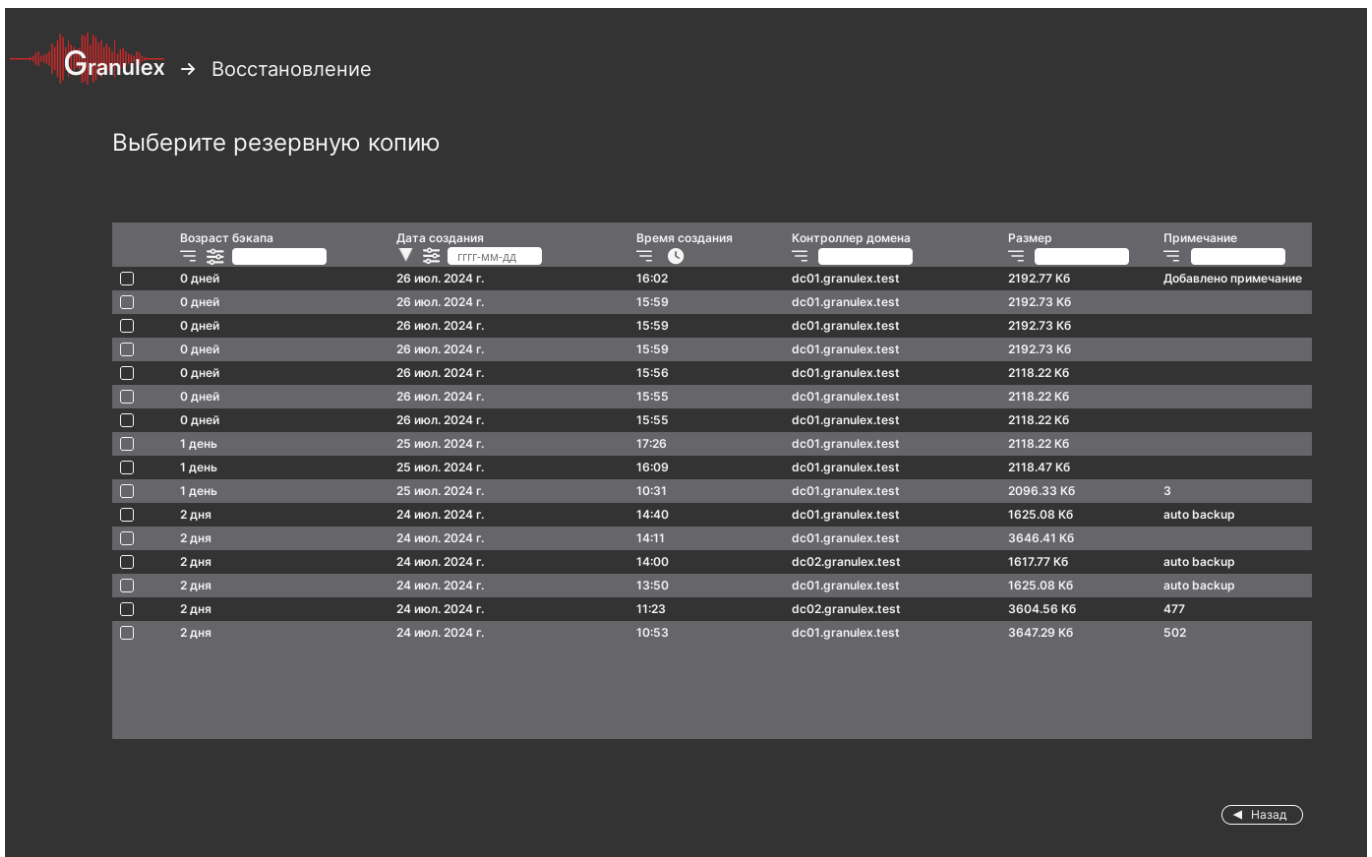 Granulex → Восстановление
Выберите резервную копию
Возраст бэкапа Дата создания Время создания Контроллер домена Размер Примечание
гггг-мм-дд
0 дней 26 июл. 2024 г. 16:02 dc01.granulex.test 2192.77 Кб Добавлено примечание
0 дней 26 июл. 2024 г. 15:59 dc01.granulex.test 2192.73 Кб
0 дней 26 июл. 2024 г. 15:59 dc01.granulex.test 2192.73 Кб
0 дней 26 июл. 2024 г. 15:59 dc01.granulex.test 2192.73 Кб
0 дней 26 июл. 2024 г. 15:56 dc01.granulex.test 2118.22 Кб
0 дней 26 июл. 2024 г. 15:55 dc01.granulex.test 2118.22 Кб
0 дней 26 июл. 2024 г. 15:55 dc01.granulex.test 2118.22 Кб
1 день 25 июл. 2024 г. 17:26 dc01.granulex.test 2118.22 Кб
1 день 25 июл. 2024 г. 16:09 dc01.granulex.test 2118.47 Кб
1 день 25 июл. 2024 г. 10:31 dc01.granulex.test 2096.33 Кб 3
2 дня 24 июл. 2024 г. 14:40 dc01.granulex.test 1625.08 Кб auto backup
2 дня 24 июл. 2024 г. 14:11 dc01.granulex.test 3646.41 Кб
2 дня 24 июл. 2024 г. 14:00 dc02.granulex.test 1617.77 Кб auto backup
2 дня 24 июл. 2024 г. 13:50 dc01.granulex.test 1625.08 Кб auto backup
2 дня 24 июл. 2024 г. 11:23 dc02.granulex.test 3604.56 Кб 477
2 дня 24 июл. 2024 г. 10:53 dc01.granulex.test 3647.29 Кб 502
Назад